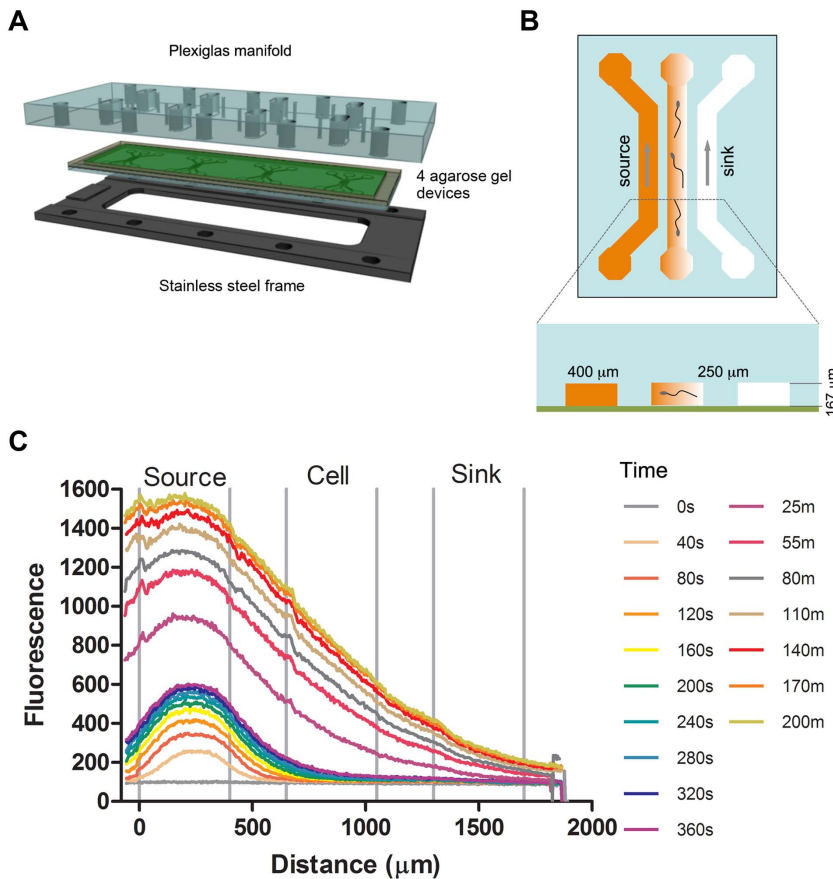 A
Plexiglas manifold
4 agarose gel
devices
Stainless steel frame
B
source
sink
400 μm
250 μm
167 μm
C
Source
Cell
Sink
Fluorescence
1600
1400
1200
1000
800
600
400
200
0
0
500
1000
1500
2000
Distance (μm)
Time
0s
40s
80s
120s
160s
200s
240s
280s
320s
360s
25m
55m
80m
110m
140m
170m
200m